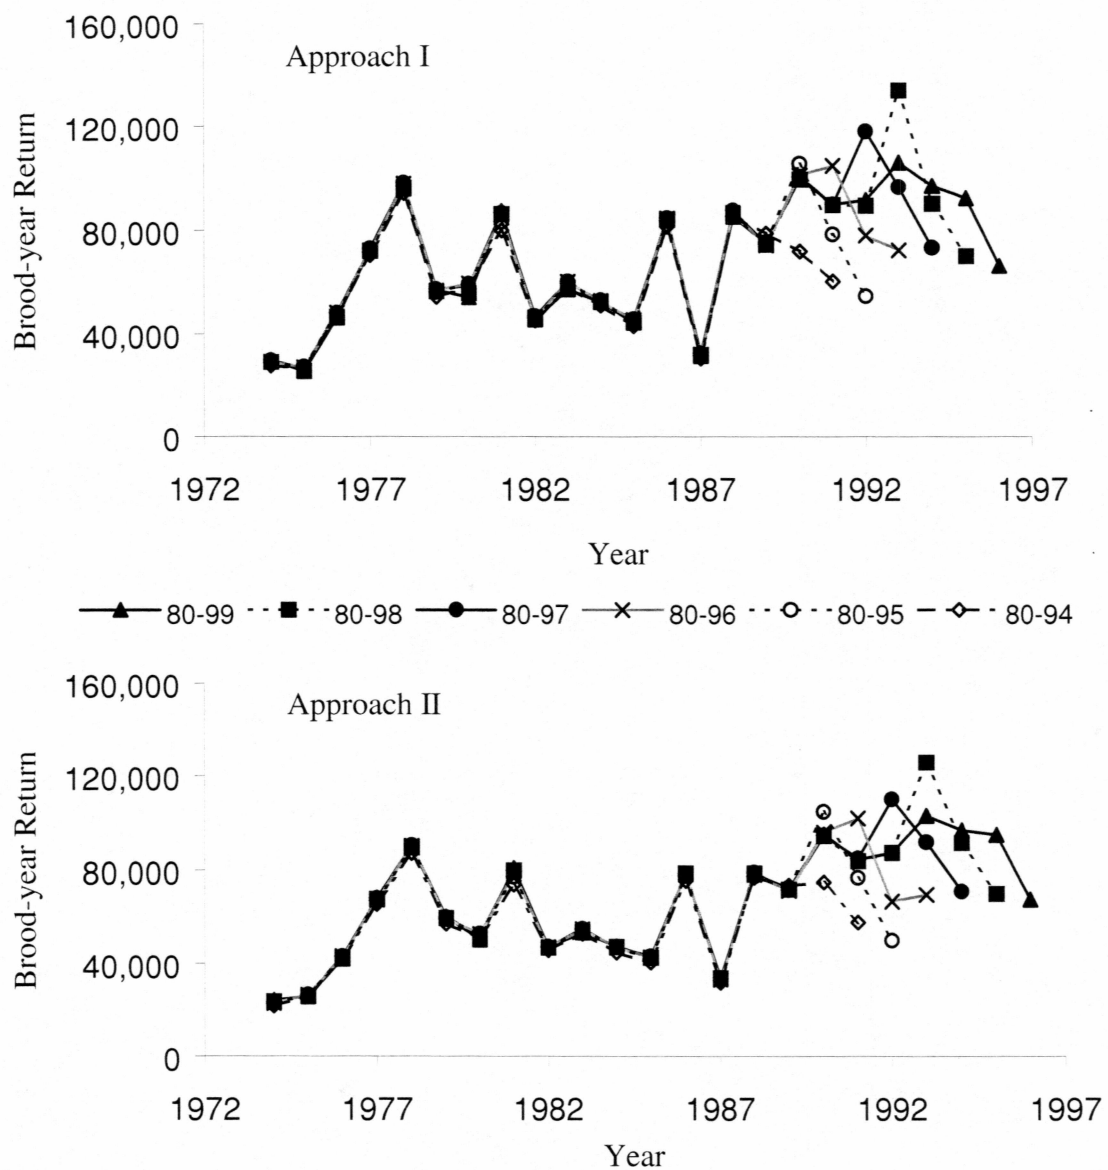 160,000
Approach I
120,000
80,000
40,000
0
Brood-year Return
1972 1977 1982 1987 1992 1997
Year
80-99 80-98 80-97 80-96 80-95 80-94
160,000
Approach II
120,000
80,000
40,000
0
Brood-year Return
1972 1977 1982 1987 1992 1997
Year